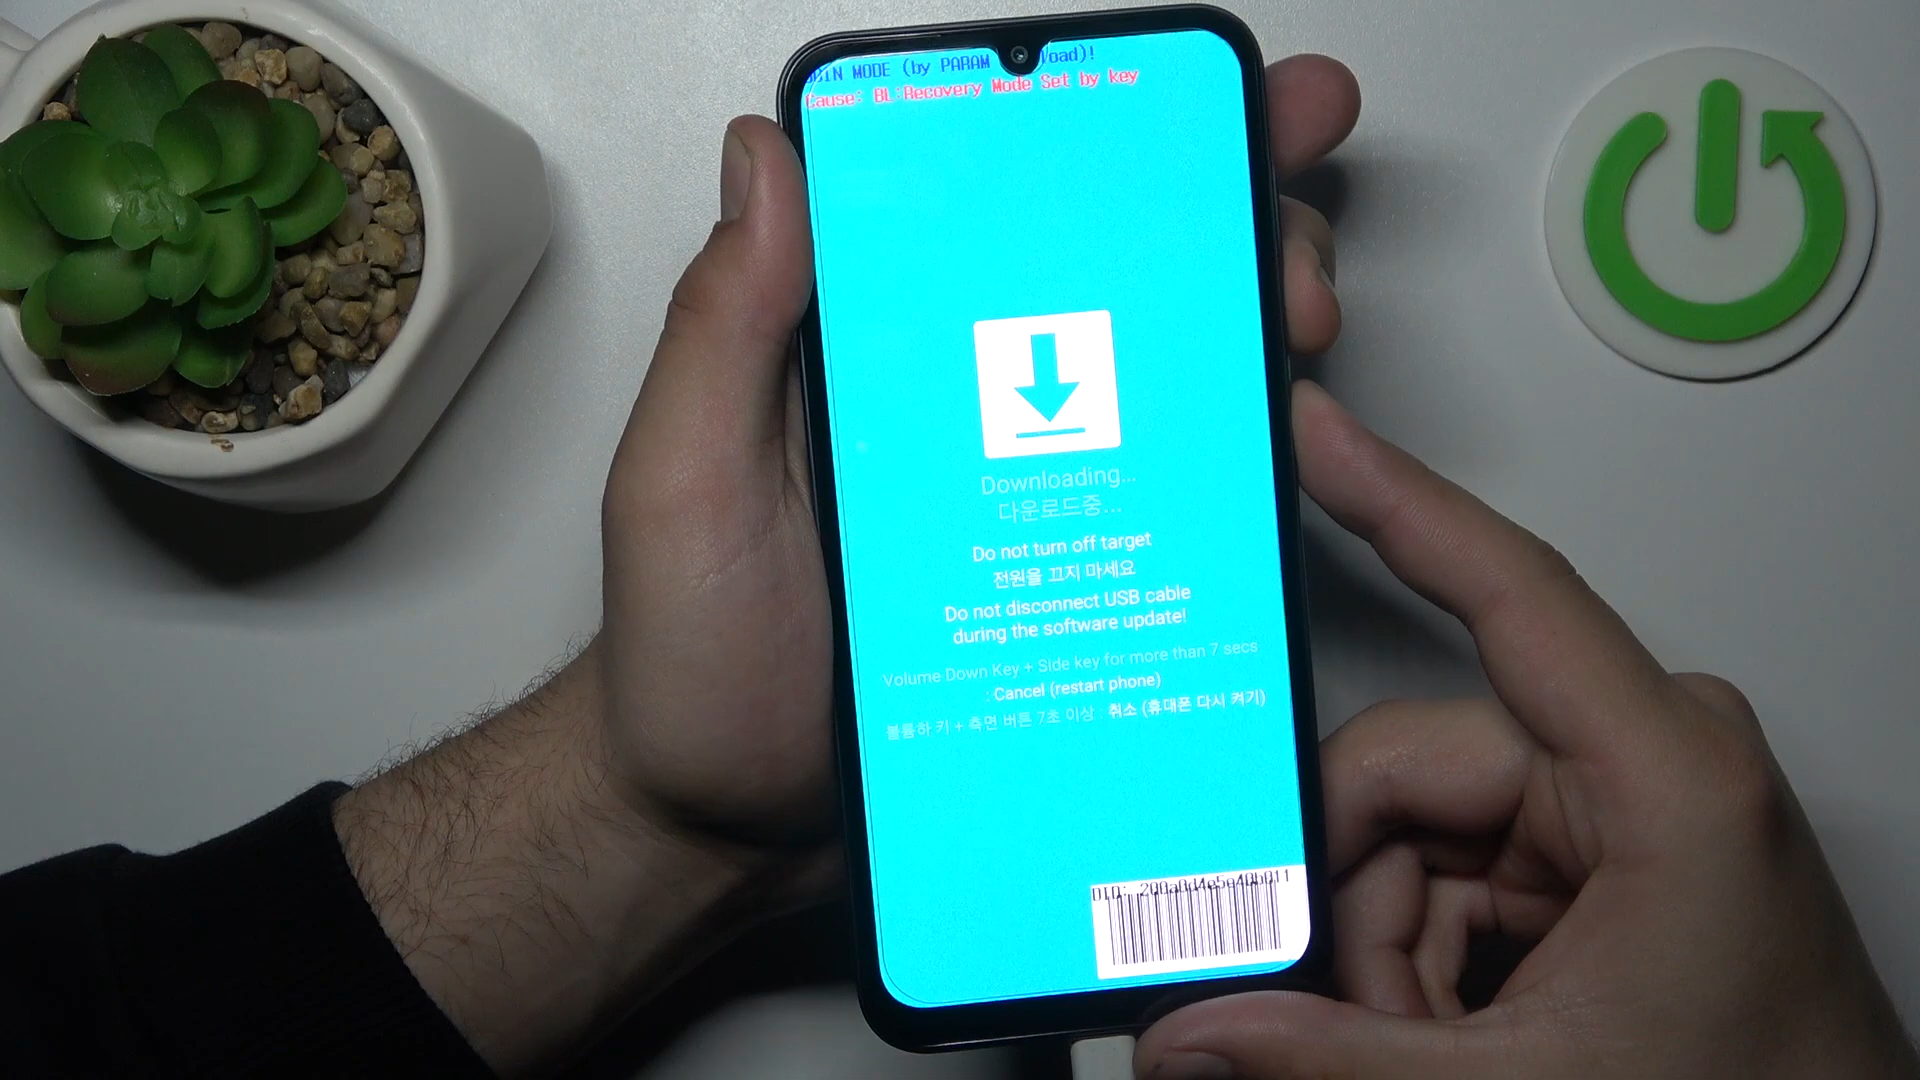 MODE (by PARAM
Cause: BL:Recovery Mode Set by key
Downloading...
다운로드중...
Do not turn off target
전원을 끄지 마세요
Do not disconnect USB cable
during the software update!
Volume Down Key + Side key for more than 7 secs
: Cancel (restart phone)
볼륨하 키 + 측면 버튼 7초 이상 : 취소 (휴대폰 다시 켜기)
DID: